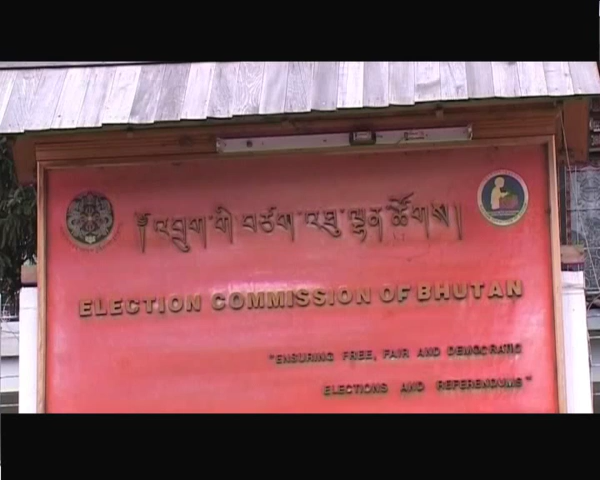 ༈ འབྲུག་གི་བཙག་འཐུ་ལྷན་ཚོགས།
ELECTION COMMISSION OF BHUTAN
"ENSURING FREE, FAIR AND DEMOCRATIC
ELECTIONS AND REFERENDUMS"